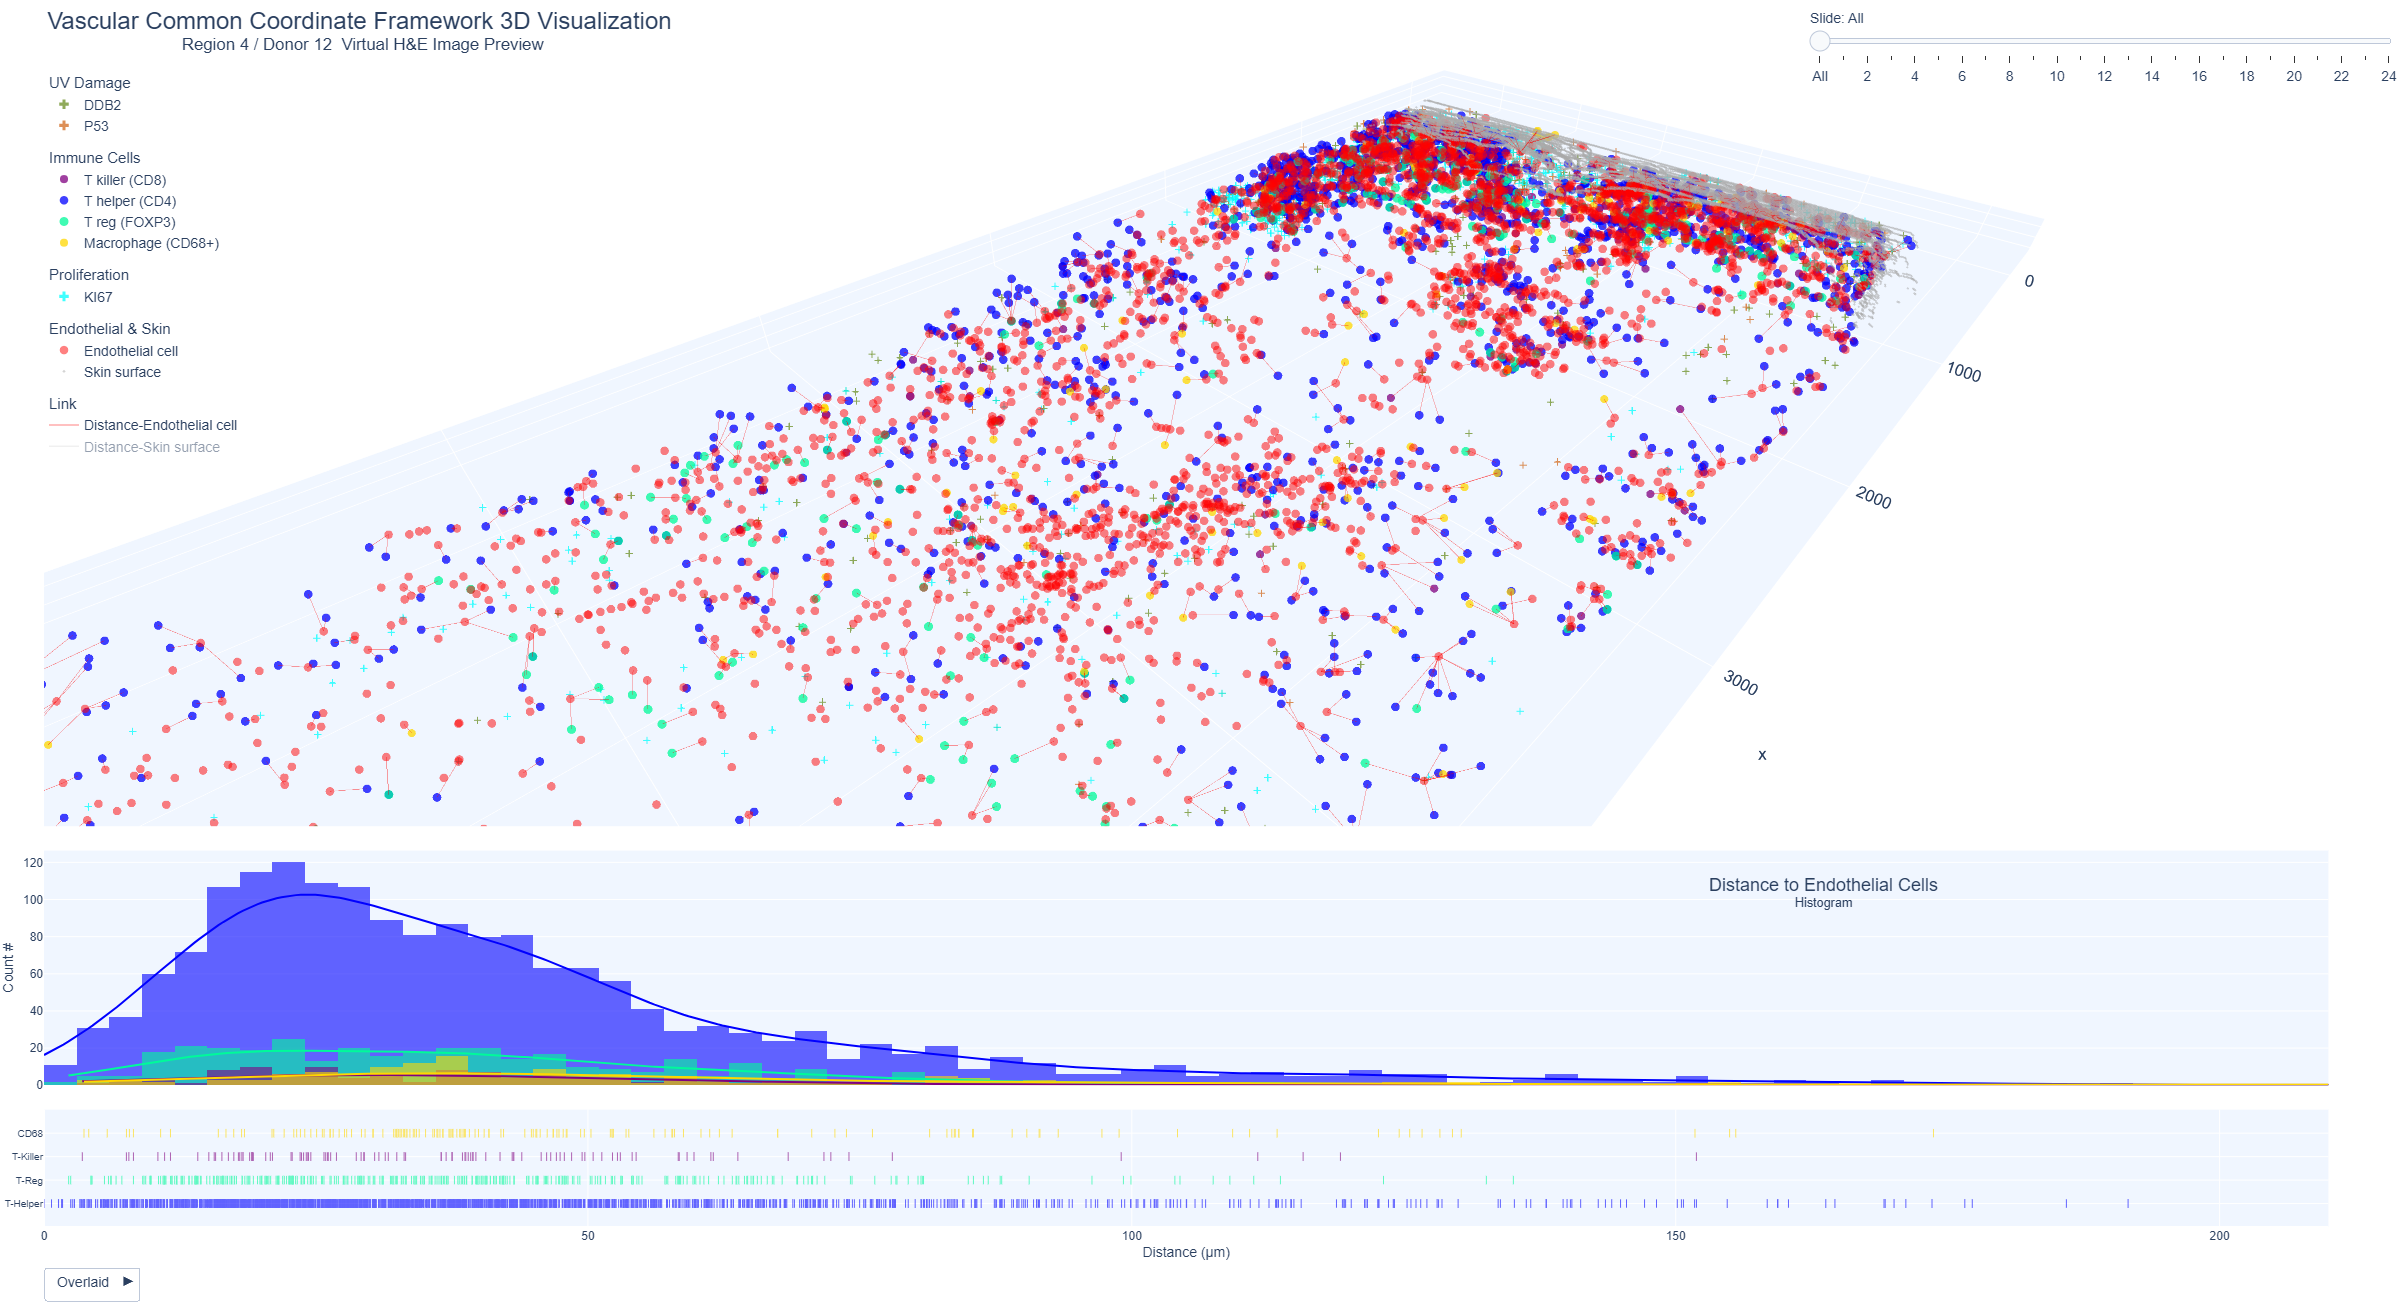 Vascular Common Coordinate Framework 3D Visualization
Region 4 / Donor 12  Virtual H&E Image Preview
Slide: All
All 2 4 6 8 10 12 14 16 18 20 22 24
UV Damage
DDB2
P53
Immune Cells
T killer (CD8)
T helper (CD4)
T reg (FOXP3)
Macrophage (CD68+)
Proliferation
KI67
Endothelial & Skin
Endothelial cell
Skin surface
Link
Distance-Endothelial cell
Distance-Skin surface
0
1000
2000
3000
x
Distance to Endothelial Cells
Histogram
Count #
120
100
80
60
40
20
0
CD68
T-Killer
T-Reg
T-Helper
0 50 100 150 200
Distance (µm)
Overlaid ►